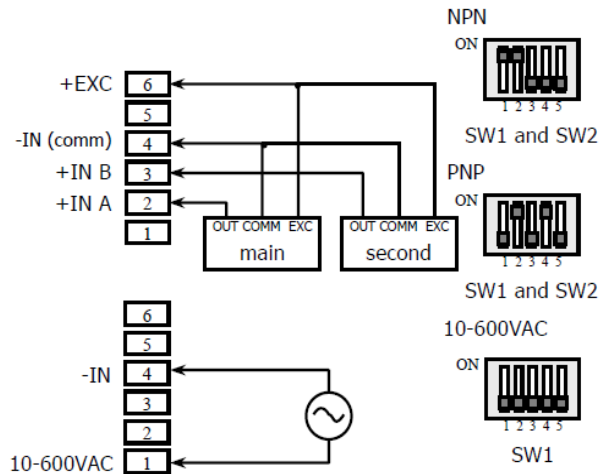 NPN
ON
1 2 3 4 5
SW1 and SW2
+EXC 6
5
-IN (comm) 4
+IN B 3
+IN A 2
1
OUT COMM EXC
main
OUT COMM EXC
second
PNP
ON
1 2 3 4 5
SW1 and SW2
10-600VAC
ON
1 2 3 4 5
SW1
6
5
-IN 4
3
2
10-600VAC 1